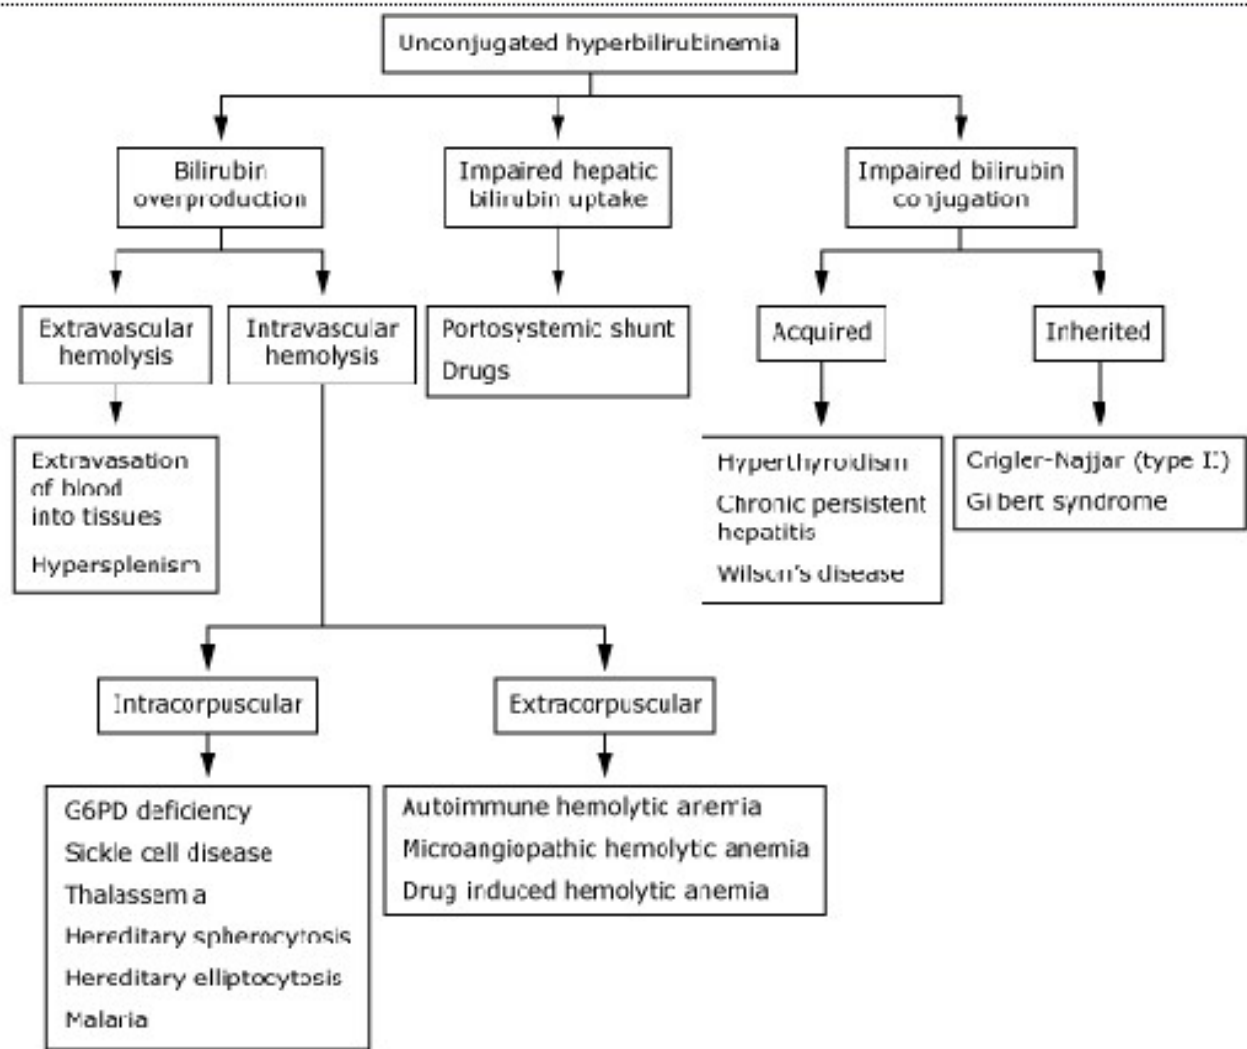 Unconjugated hyperbilirubinemia
Bilirubin
overproduction
Impaired hepatic
bilirubin uptake
Impaired bilirubin
conjugation
Extravascular
hemolysis
Intravascular
hemolysis
Portosystemic shunt
Drugs
Acquired
Inherited
Extravasation
of blood
into tissues
Hypersplenism
Hyperthyroidism
Chronic persistent
hepatitis
Wilson's disease
Crigler-Najjar (type II)
Gilbert syndrome
Intracorpuscular
Extracorpuscular
G6PD deficiency
Sickle cell disease
Thalassemia
Hereditary spherocytosis
Hereditary elliptocytosis
Malaria
Autoimmune hemolytic anemia
Microangiopathic hemolytic anemia
Drug induced hemolytic anemia